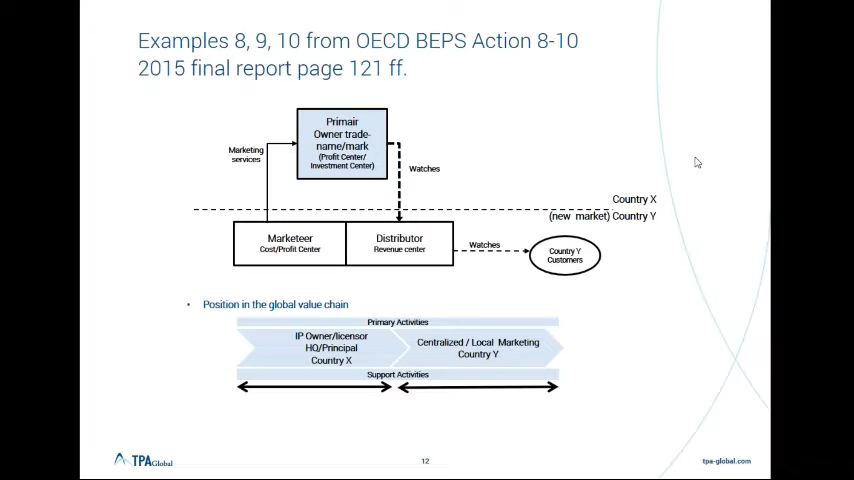 Examples 8, 9, 10 from OECD BEPS Action 8-10
2015 final report page 121 ff.
Primair
Owner trade-
name/mark
(Profit Center/
Investment Center)
Marketing
services
Watches
Country X
(new market) Country Y
Marketeer
Cost/Profit Center
Distributor
Revenue center
Watches
Country Y
Customers
• Position in the global value chain
Primary Activities
IP Owner/licensor
HQ/Principal
Country X
Centralized / Local Marketing
Country Y
Support Activities
TPAGlobal
12
tpa-global.com